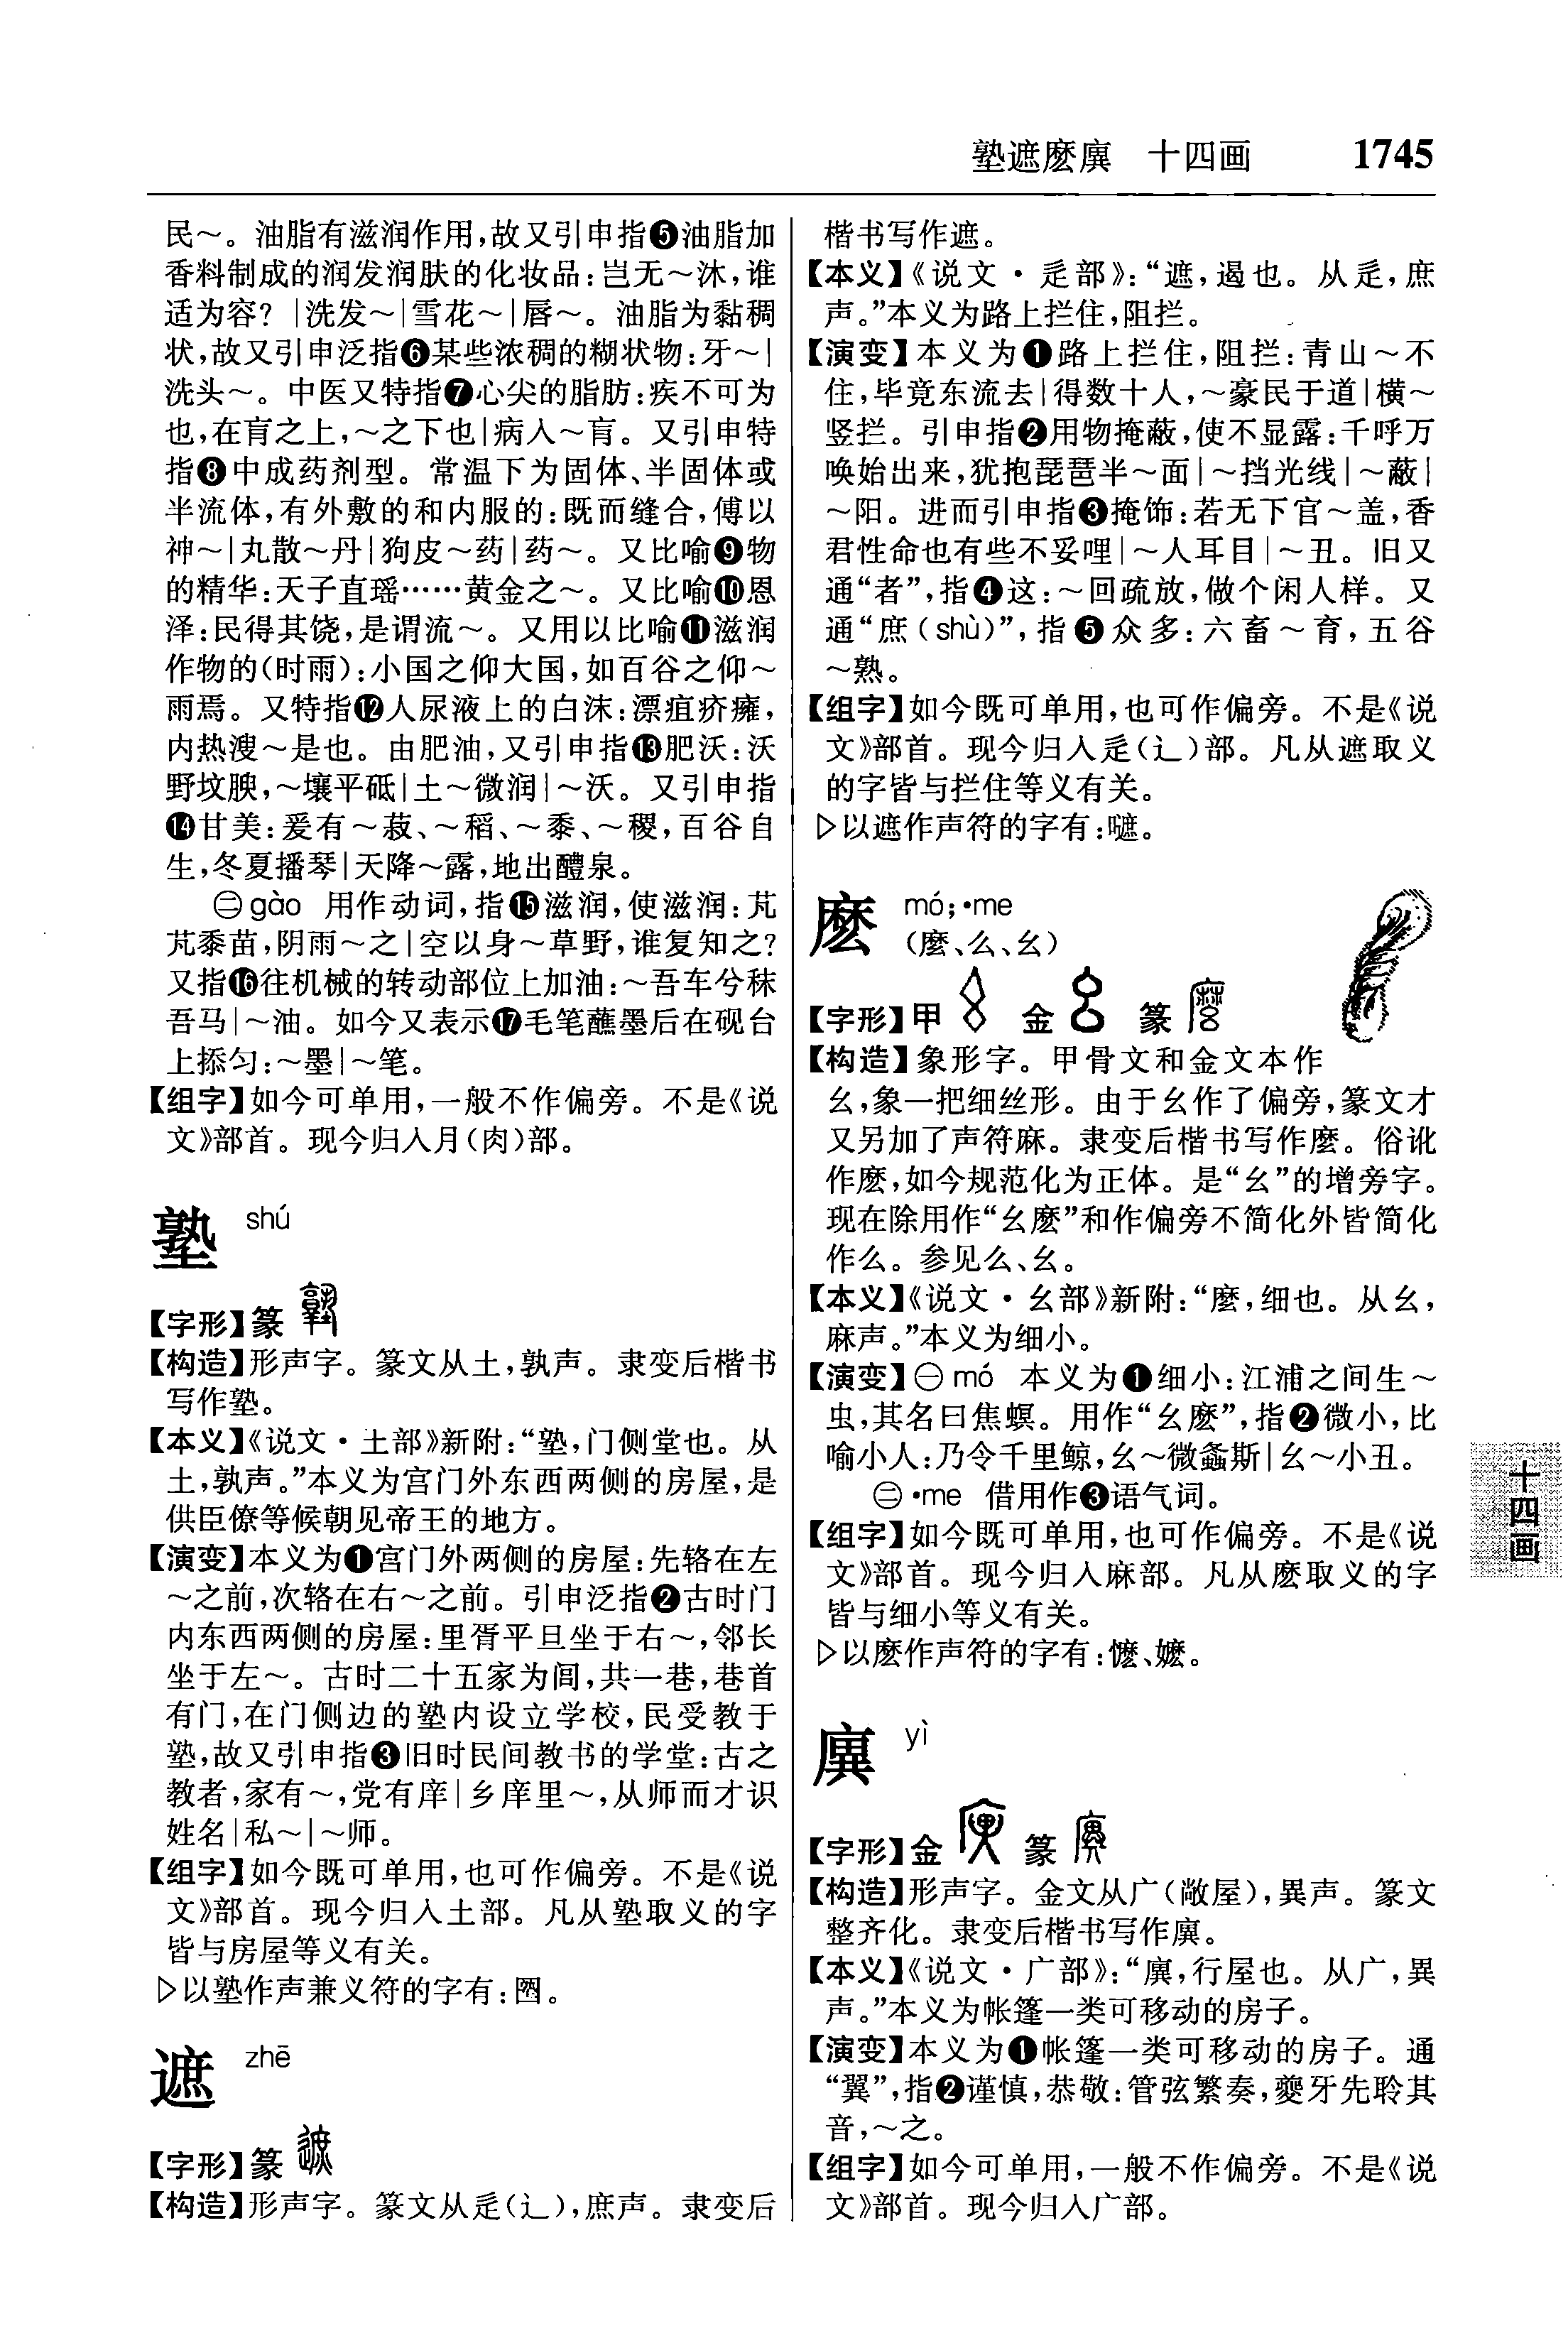 塾遮麽廙　十四画　1745
民～。油脂有滋润作用,故又引申指❺油脂加
香料制成的润发润肤的化妆品:岂无～沐,谁
适为容? |洗发～|雪花～|唇～。油脂为黏稠
状,故又引申泛指❻某些浓稠的糊状物:牙～|
洗头～。中医又特指❼心尖的脂肪:疾不可为
也,在肓之上,～之下也|病入～肓。又引申特
指❽中成药剂型。常温下为固体、半固体或
半流体,有外敷的和内服的:既而缝合,傅以
神～|丸散～丹|狗皮～药|药～。又比喻❾物
的精华:天子直瑶……黄金之～。又比喻❿恩
泽:民得其饶,是谓流～。又用以比喻⓫滋润
作物的(时雨):小国之仰大国,如百谷之仰～
雨焉。又特指⓬人尿液上的白沫:漂疽疥癕,
内热溲～是也。由肥油,又引申指⓭肥沃:沃
野坟腴,～壤平砥|土～微润|～沃。又引申指
⓮甘美:爰有～菽、～稻、～黍、～稷,百谷自
生,冬夏播琴|天降～露,地出醴泉。
㊁gào 用作动词,指⓯滋润,使滋润:芃
芃黍苗,阴雨～之|空以身～草野,谁复知之?
又指⓰往机械的转动部位上加油:～吾车兮秣
吾马|～油。如今又表示⓱毛笔蘸墨后在砚台
上掭匀:～墨|～笔。
【组字】如今可单用,一般不作偏旁。不是《说
文》部首。现今归入月(肉)部。
塾 shú
【字形】篆
【构造】形声字。篆文从土,孰声。隶变后楷书
写作塾。
【本义】《说文·土部》新附:“塾,门侧堂也。从
土,孰声。”本义为宫门外东西两侧的房屋,是
供臣僚等候朝见帝王的地方。
【演变】本义为❶宫门外两侧的房屋:先辂在左
～之前,次辂在右～之前。引申泛指❷古时门
内东西两侧的房屋:里胥平旦坐于右～,邻长
坐于左～。古时二十五家为闾,共一巷,巷首
有门,在门侧边的塾内设立学校,民受教于
塾,故又引申指❸旧时民间教书的学堂:古之
教者,家有～,党有庠|乡庠里～,从师而才识
姓名|私～|～师。
【组字】如今既可单用,也可作偏旁。不是《说
文》部首。现今归入土部。凡从塾取义的字
皆与房屋等义有关。
▷以塾作声兼义符的字有:。
遮 zhē
【字形】篆
【构造】形声字。篆文从辵(辶),庶声。隶变后
楷书写作遮。
【本义】《说文·辵部》:“遮,遏也。从辵,庶
声。”本义为路上拦住,阻拦。
【演变】本义为❶路上拦住,阻拦:青山～不
住,毕竟东流去|得数十人,～豪民于道|横～
竖拦。引申指❷用物掩蔽,使不显露:千呼万
唤始出来,犹抱琵琶半～面|～挡光线|～蔽|
～阳。进而引申指❸掩饰:若无下官～盖,香
君性命也有些不妥哩|～人耳目|～丑。旧又
通“者”,指❹这:～回疏放,做个闲人样。又
通“庶(shù)”,指❺众多:六畜～育,五谷
～熟。
【组字】如今既可单用,也可作偏旁。不是《说
文》部首。现今归入辵(辶)部。凡从遮取义
的字皆与拦住等义有关。
▷以遮作声符的字有:嗻。
麽 mó;·me
(麼、么、幺)
【字形】甲 金 篆
【构造】象形字。甲骨文和金文本作
幺,象一把细丝形。由于幺作了偏旁,篆文才
又另加了声符麻。隶变后楷书写作麼。俗讹
作麽,如今规范化为正体。是“幺”的增旁字。
现在除用作“幺麽”和作偏旁不简化外皆简化
作么。参见么、幺。
【本义】《说文·幺部》新附:“麼,细也。从幺,
麻声。”本义为细小。
【演变】㊀mó 本义为❶细小:江浦之间生～
虫,其名曰焦螟。用作“幺麽”,指❷微小,比
喻小人:乃令千里鲸,幺～微螽斯|幺～小丑。
㊁·me 借用作❸语气词。
【组字】如今既可单用,也可作偏旁。不是《说
文》部首。现今归入麻部。凡从麽取义的字
皆与细小等义有关。
▷以麽作声符的字有:懡、嬷。
廙 yì
【字形】金 篆
【构造】形声字。金文从广(敞屋),異声。篆文
整齐化。隶变后楷书写作廙。
【本义】《说文·广部》:“廙,行屋也。从广,異
声。”本义为帐篷一类可移动的房子。
【演变】本义为❶帐篷一类可移动的房子。通
“翼”,指❷谨慎,恭敬:管弦繁奏,夔牙先聆其
音,～之。
【组字】如今可单用,一般不作偏旁。不是《说
文》部首。现今归入广部。
十四画